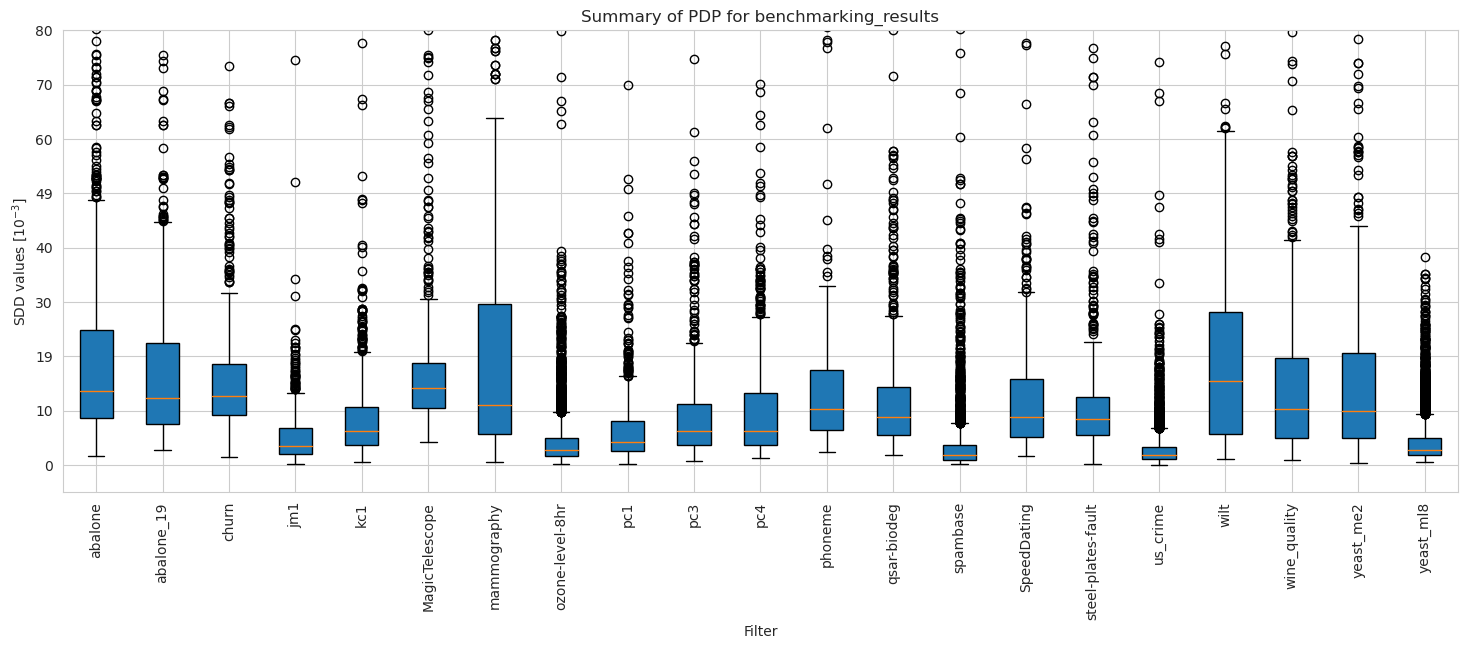 Summary of PDP for benchmarking_results
SDD values [10⁻³]
80
70
60
49
40
30
19
10
0
abalone
abalone_19
churn
jm1
kc1
MagicTelescope
mammography
ozone-level-8hr
pc1
pc3
pc4
phoneme
qsar-biodeg
spambase
SpeedDating
steel-plates-fault
us_crime
wilt
wine_quality
yeast_me2
yeast_ml8
Filter